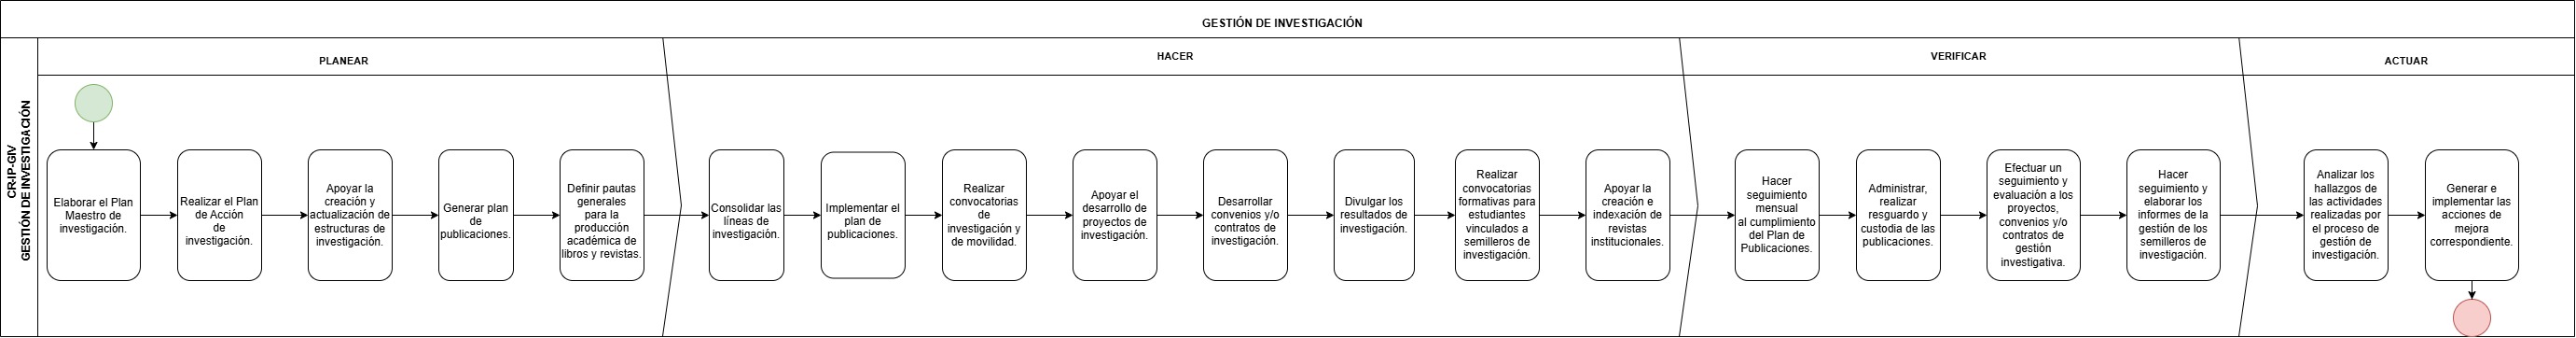 GESTIÓN DE INVESTIGACIÓN
CR-IP-GIV
GESTIÓN DE INVESTIGACIÓN
PLANEAR
HACER
VERIFICAR
ACTUAR
Elaborar el Plan
Maestro de
investigación.
Realizar el Plan
de Acción
de
investigación.
Apoyar la
creación y
actualización de
estructuras de
investigación.
Generar plan
de
publicaciones.
Definir pautas
generales
para la
producción
académica de
libros y revistas.
Consolidar las
líneas de
investigación.
Implementar el
plan de
publicaciones.
Realizar
convocatorias
de
investigación y
de movilidad.
Apoyar el
desarrollo de
proyectos de
investigación.
Desarrollar
convenios y/o
contratos de
investigación.
Divulgar los
resultados de
investigación.
Realizar
convocatorias
formativas para
estudiantes
vinculados a
semilleros de
investigación.
Apoyar la
creación e
indexación de
revistas
institucionales.
Hacer
seguimiento
mensual
al cumplimiento
del Plan de
Publicaciones.
Administrar,
realizar
resguardo y
custodia de las
publicaciones.
Efectuar un
seguimiento y
evaluación a los
proyectos,
convenios y/o
contratos de
gestión
investigativa.
Hacer
seguimiento y
elaborar los
informes de la
gestión de los
semilleros de
investigación.
Analizar los
hallazgos de
las actividades
realizadas por
el proceso de
gestión de
investigación.
Generar e
implementar las
acciones de
mejora
correspondiente.